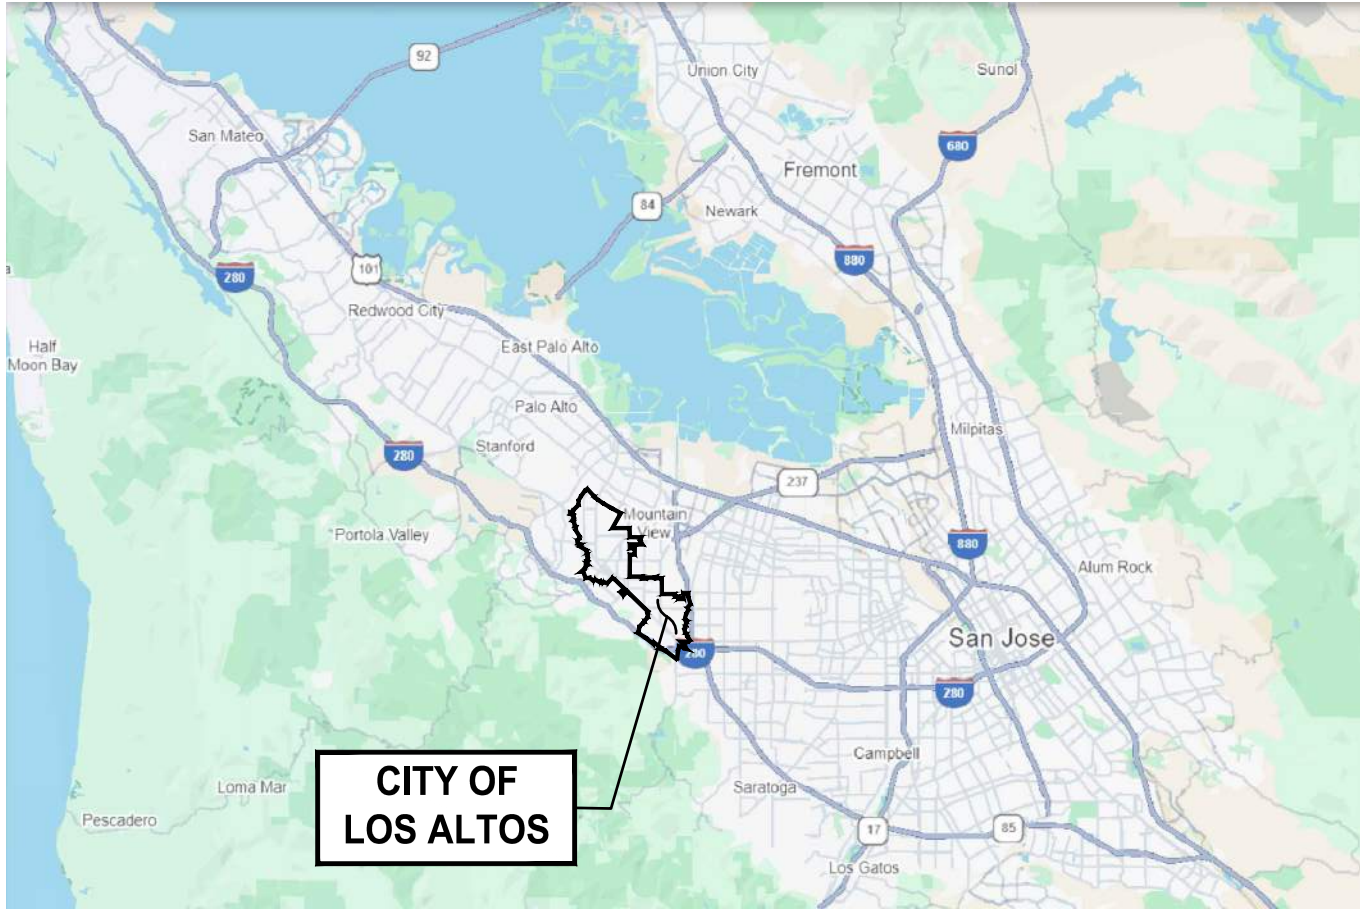 92
Union City
Sunol
San Mateo
680
Fremont
84
Newark
880
101
280
Redwood City
Half
Moon Bay
East Palo Alto
Palo Alto
Milpitas
Stanford
280
237
Mountain
View
Portola Valley
880
Alum Rock
San Jose
280
280
Campbell
CITY OF
LOS ALTOS
Loma Mar
Saratoga
Pescadero
17
85
Los Gatos